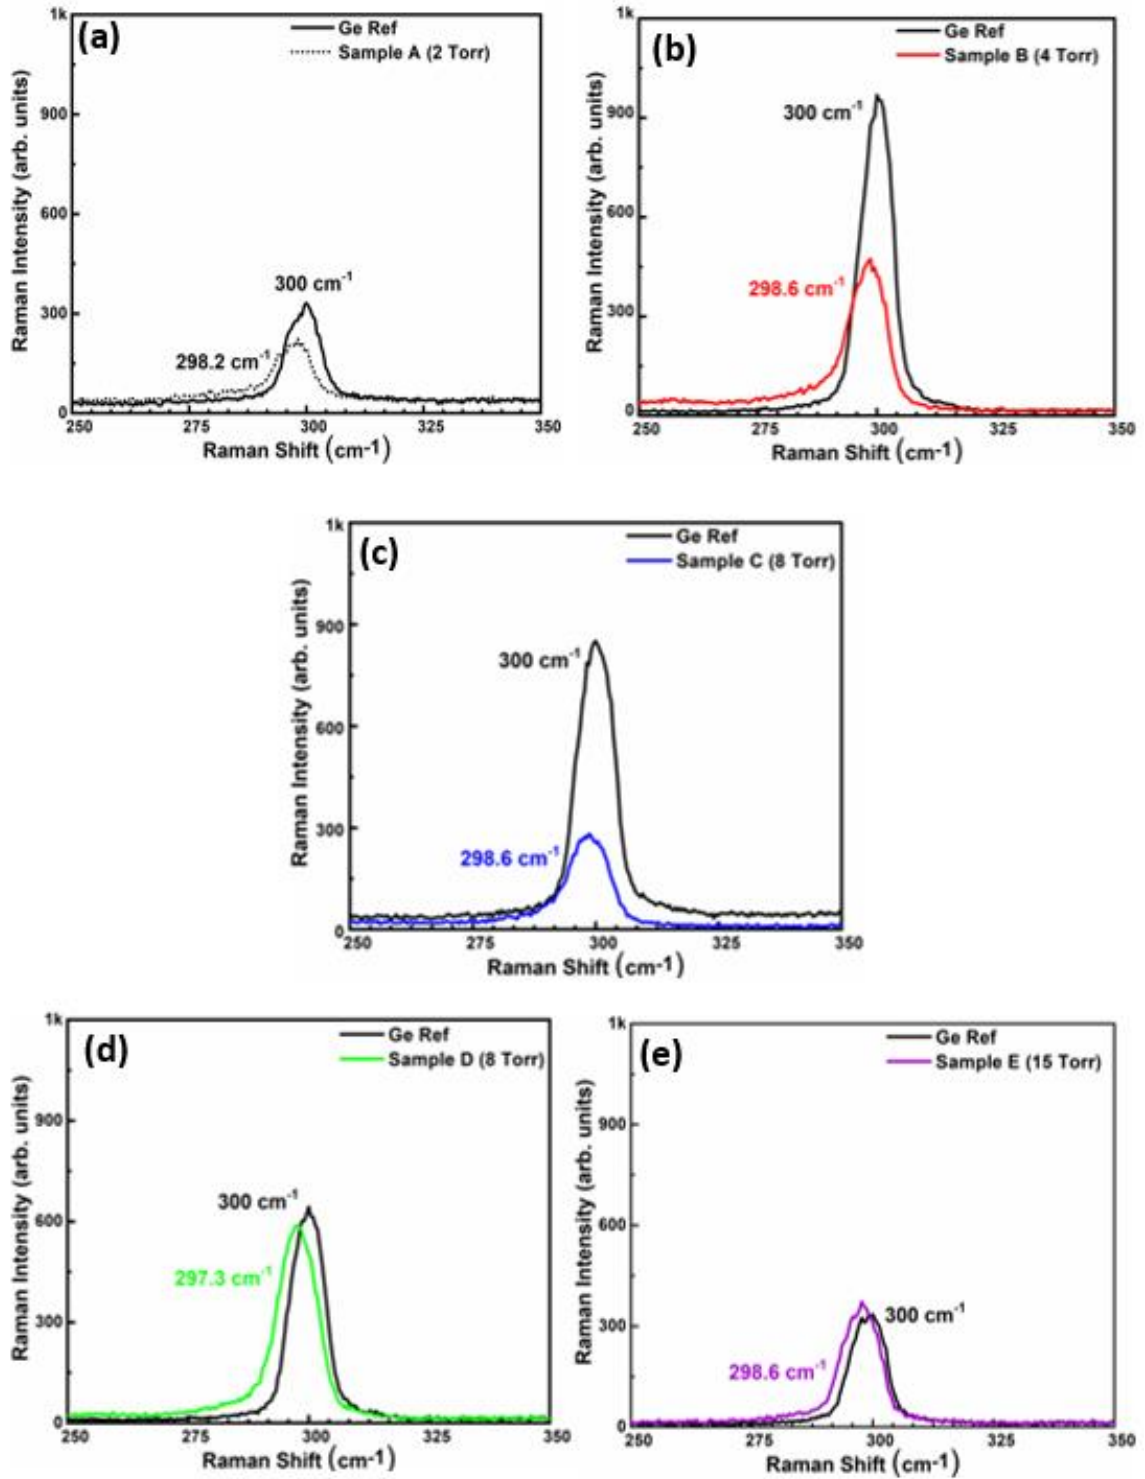 (a)
Ge Ref
Sample A (2 Torr)
1k
900
600
300
0
300 cm-1
298.2 cm-1
250
275
300
325
350
Raman Shift (cm-1)
Raman Intensity (arb. units)
(b)
Ge Ref
Sample B (4 Torr)
1k
900
600
300
0
300 cm-1
298.6 cm-1
250
275
300
325
350
Raman Shift (cm-1)
Raman Intensity (arb. units)
(c)
Ge Ref
Sample C (8 Torr)
1k
900
600
300
0
300 cm-1
298.6 cm-1
250
275
300
325
350
Raman Shift (cm-1)
Raman Intensity (arb. units)
(d)
Ge Ref
Sample D (8 Torr)
1k
900
600
300
0
300 cm-1
297.3 cm-1
250
275
300
325
350
Raman Shift (cm-1)
Raman Intensity (arb. units)
(e)
Ge Ref
Sample E (15 Torr)
1k
900
600
300
0
300 cm-1
298.6 cm-1
250
275
300
325
350
Raman Shift (cm-1)
Raman Intensity (arb. units)